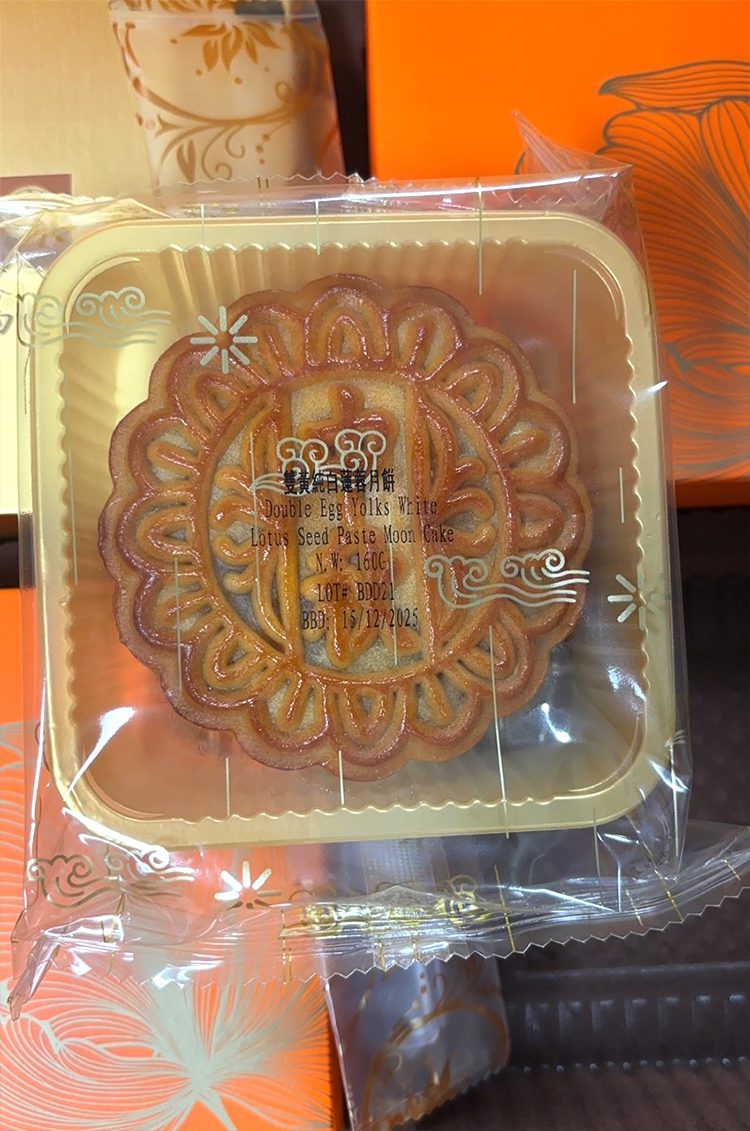 雙黃純白蓮蓉月餅
Double Egg Yolks White
Lotus Seed Paste Moon Cake
N.W: 160G
LOT# BDD21
BBD: 15/12/2025